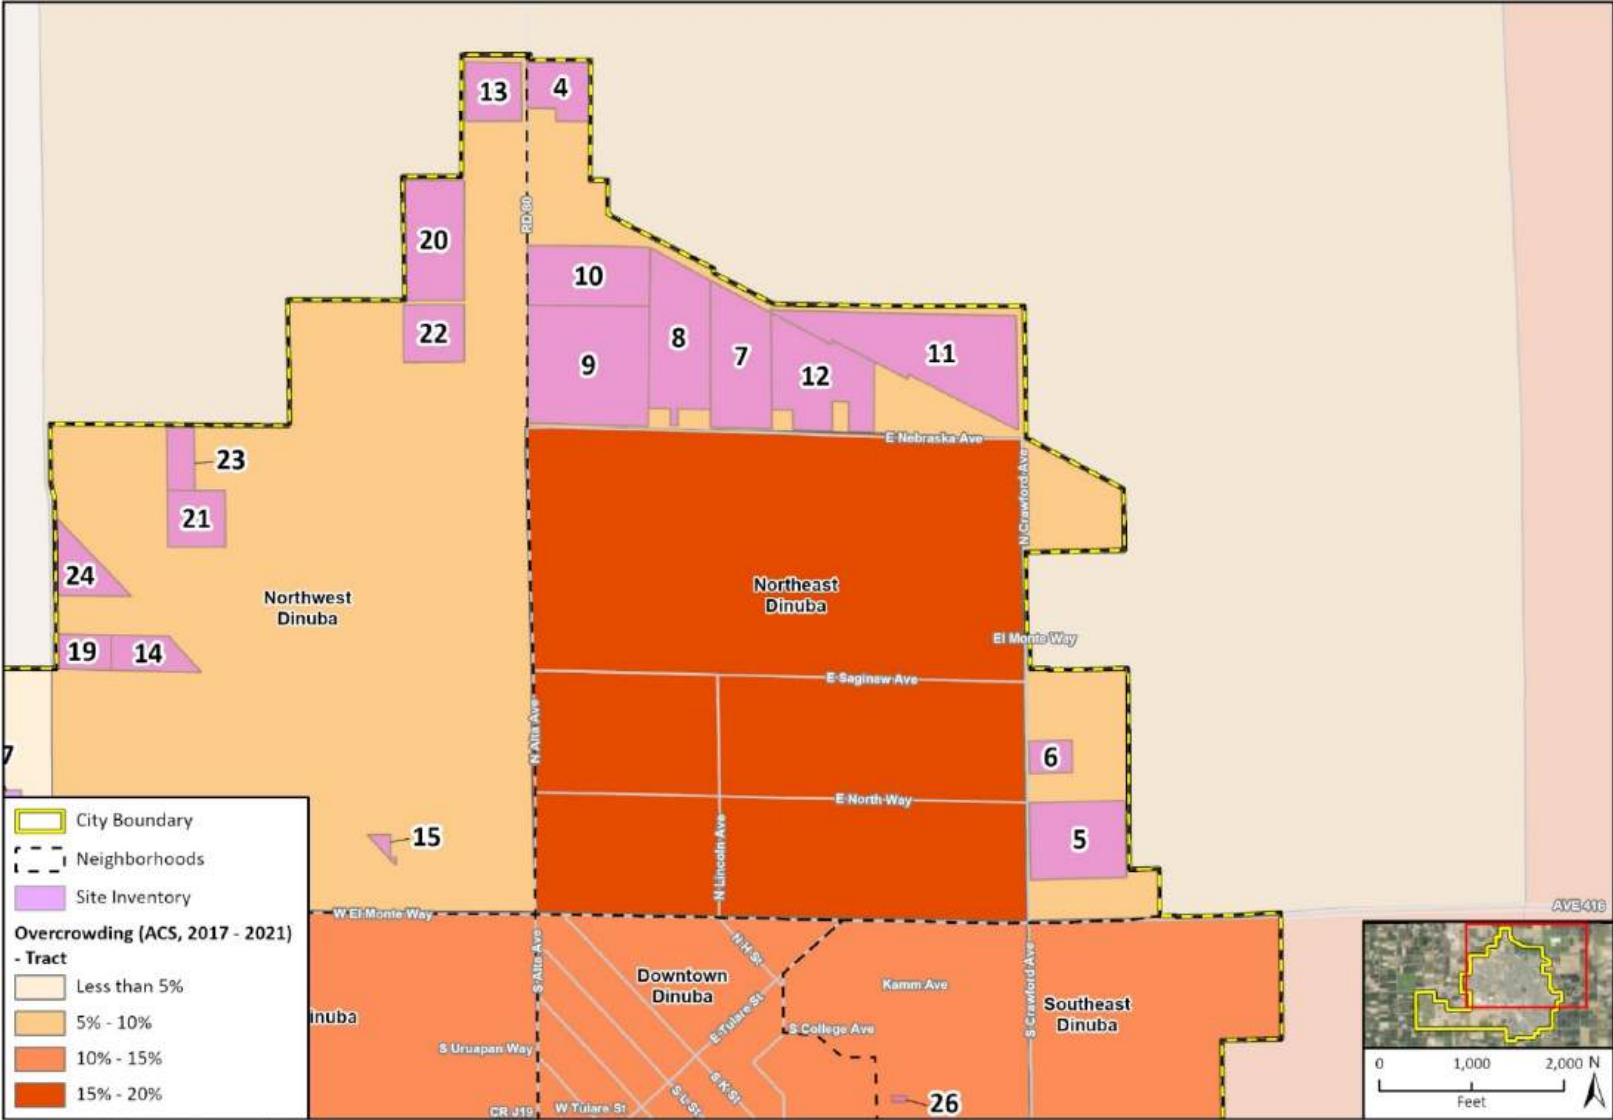 13
4
20
RD 80
10
22
8
9
7
12
11
E Nebraska Ave
23
21
N Crawford Ave
24
Northwest
Dinuba
Northeast
Dinuba
19
14
El Monte Way
E Saginaw Ave
N Alta Ave
7
6
E North Way
15
N Lincoln Ave
5
W El Monte Way
AVE 416
N H St
Downtown
Dinuba
S Alta Ave
Kamm Ave
S Crawford Ave
Southeast
Dinuba
inuba
E Tulare St
S College Ave
S Uruapan Way
S K St
S L St
CR J19
W Tulare St
26
City Boundary
Neighborhoods
Site Inventory
Overcrowding (ACS, 2017 - 2021)
- Tract
Less than 5%
5% - 10%
10% - 15%
15% - 20%
0 1,000 2,000 N
Feet